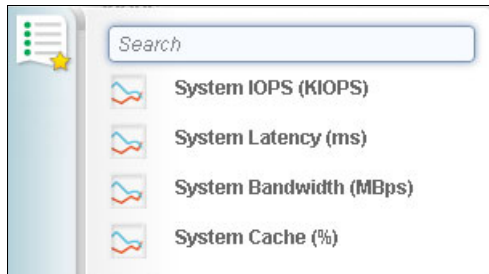 Search
System IOPS (KIOPS)
System Latency (ms)
System Bandwidth (MBps)
System Cache (%)